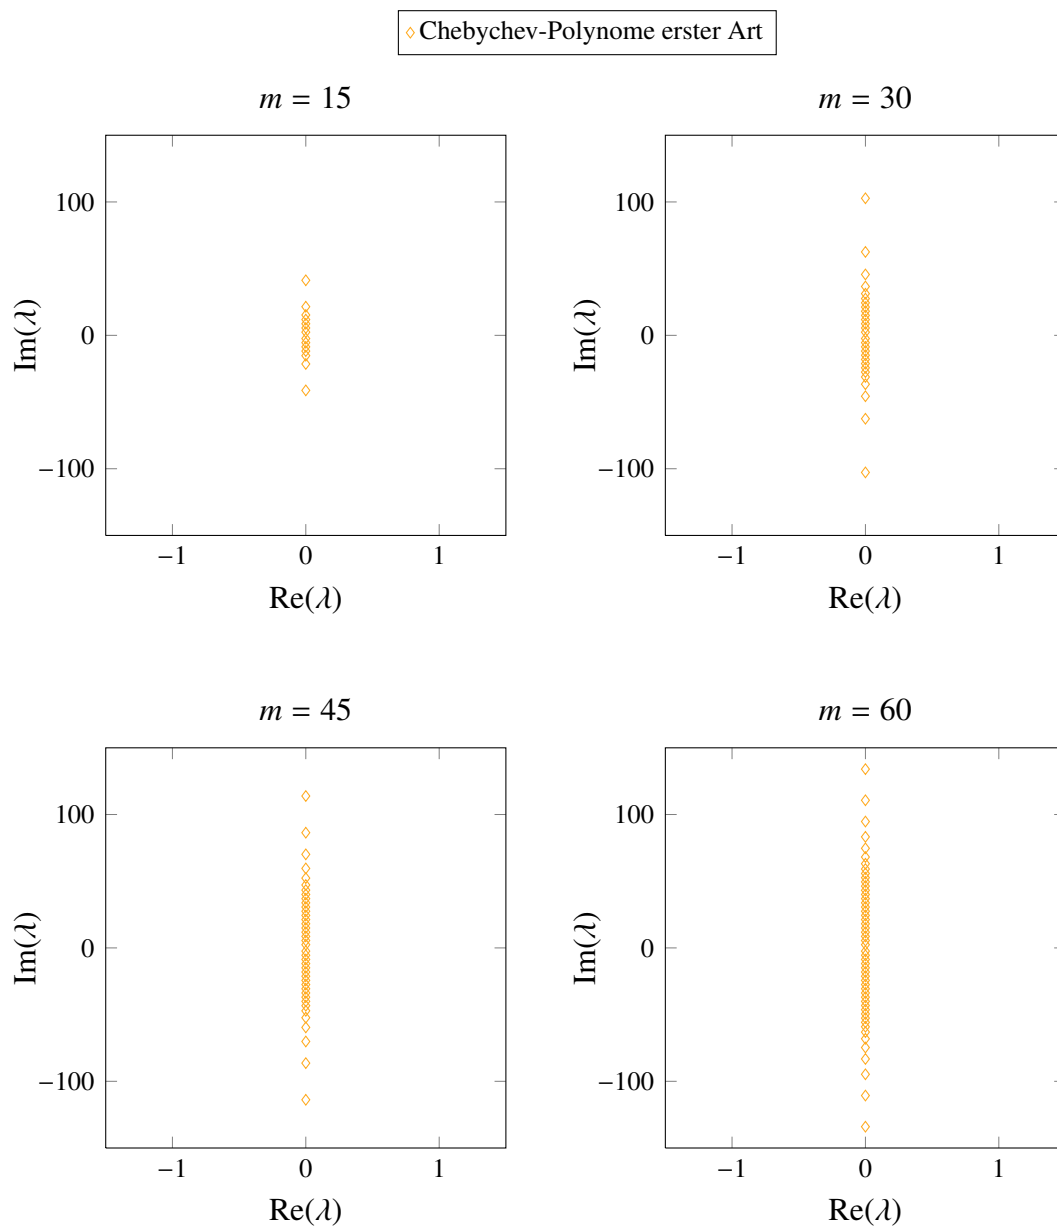 Chebychev-Polynome erster Art
m = 15
m = 30
100
0
−100
Im(λ)
−1 0 1
Re(λ)
100
0
−100
Im(λ)
−1 0 1
Re(λ)
m = 45
m = 60
100
0
−100
Im(λ)
−1 0 1
Re(λ)
100
0
−100
Im(λ)
−1 0 1
Re(λ)